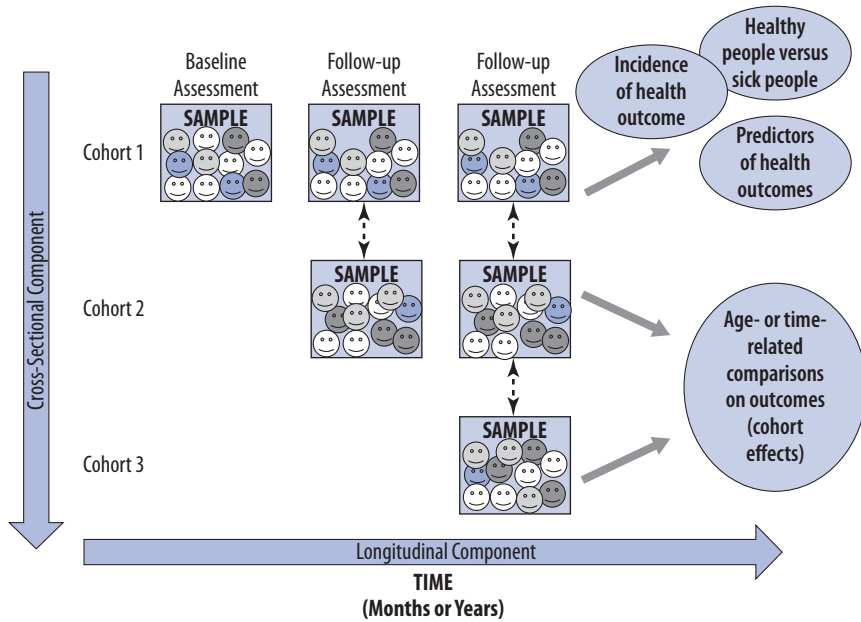 Baseline
Assessment
Follow-up
Assessment
Follow-up
Assessment
Incidence
of health
outcome
Healthy
people versus
sick people
Predictors
of health
outcomes
Cohort 1
SAMPLE
SAMPLE
SAMPLE
Cross-Sectional Component
Cohort 2
SAMPLE
SAMPLE
Age- or time-
related
comparisons
on outcomes
(cohort
effects)
Cohort 3
SAMPLE
Longitudinal Component
TIME
(Months or Years)